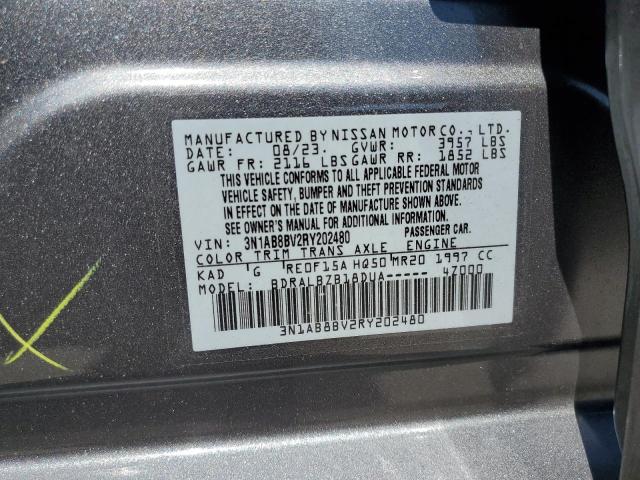 MANUFACTURED BY NISSAN MOTOR CO., LTD.
DATE: 08/23. GVWR: 3957 LBS
GAWR FR: 2116 LBS GAWR RR: 1852 LBS
THIS VEHICLE CONFORMS TO ALL APPLICABLE FEDERAL MOTOR
VEHICLE SAFETY, BUMPER AND THEFT PREVENTION STANDARDS
IN EFFECT ON THE DATE OF MANUFACTURE SHOWN ABOVE.
SEE OWNER'S MANUAL FOR ADDITIONAL INFORMATION.
VIN: 3N1AB8BV2RY202480 PASSENGER CAR.
COLOR TRIM TRANS AXLE ENGINE
KAD G RE0F15A HQ50 MR20 1997 CC
MODEL: BDRALBZB18DUA----- 4Z000
3N1AB8BV2RY202480